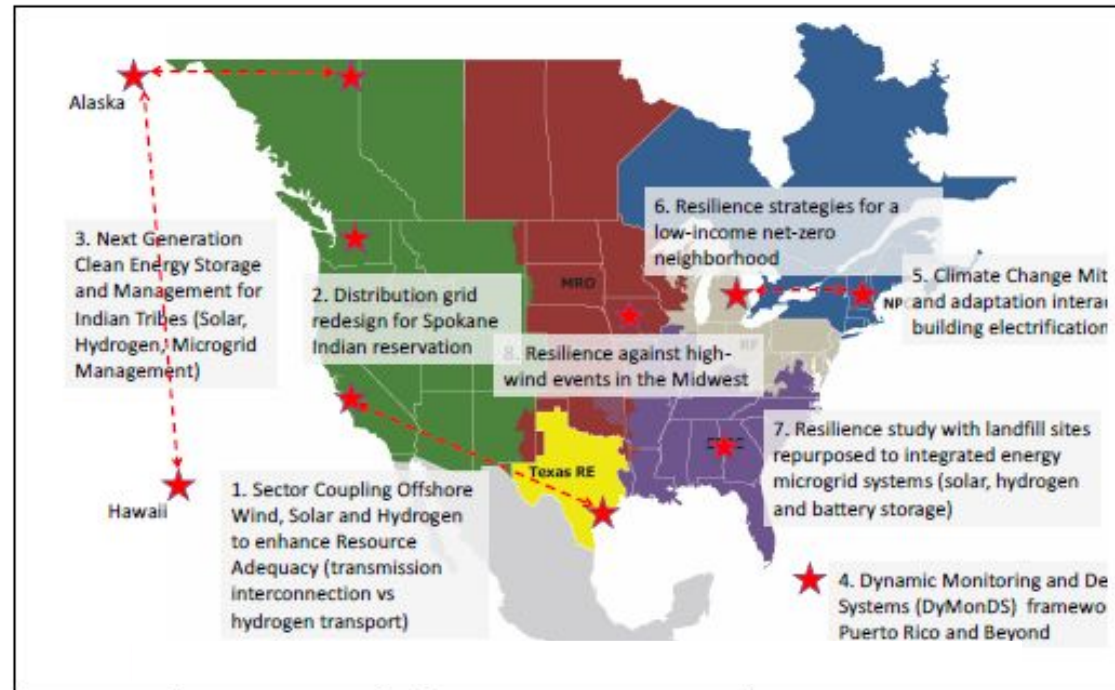 Alaska
3. Next Generation
Clean Energy Storage
and Management for
Indian Tribes (Solar,
Hydrogen, Microgrid
Management)
Hawaii
2. Distribution grid
redesign for Spokane
Indian reservation
1. Sector Coupling Offshore
Wind, Solar and Hydrogen
to enhance Resource
Adequacy (transmission
interconnection vs
hydrogen transport)
MRO
8. Resilience against high-
wind events in the Midwest
Texas RE
6. Resilience strategies for a
low-income net-zero
neighborhood
5. Climate Change Mit
NP
and adaptation intera
building electrification
RF
7. Resilience study with landfill sites
repurposed to integrated energy
microgrid systems (solar, hydrogen
and battery storage)
4. Dynamic Monitoring and De
Systems (DyMonDS) framewo
Puerto Rico and Beyond